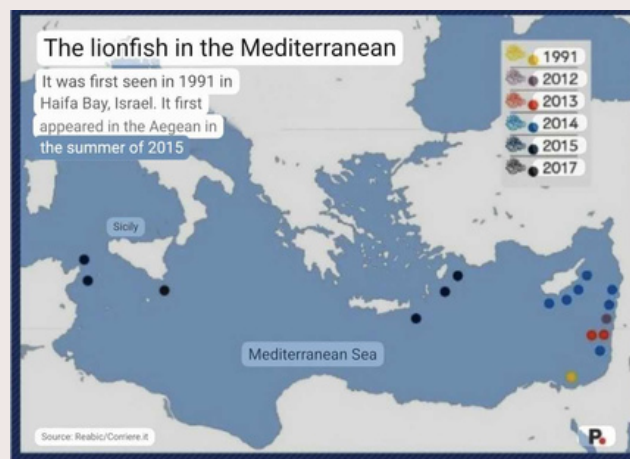 The lionfish in the Mediterranean
It was first seen in 1991 in
Haifa Bay, Israel. It first
appeared in the Aegean in
the summer of 2015
1991
2012
2013
2014
2015
2017
Sicily
Mediterranean Sea
Source: Reabic/Corriere.it
P.